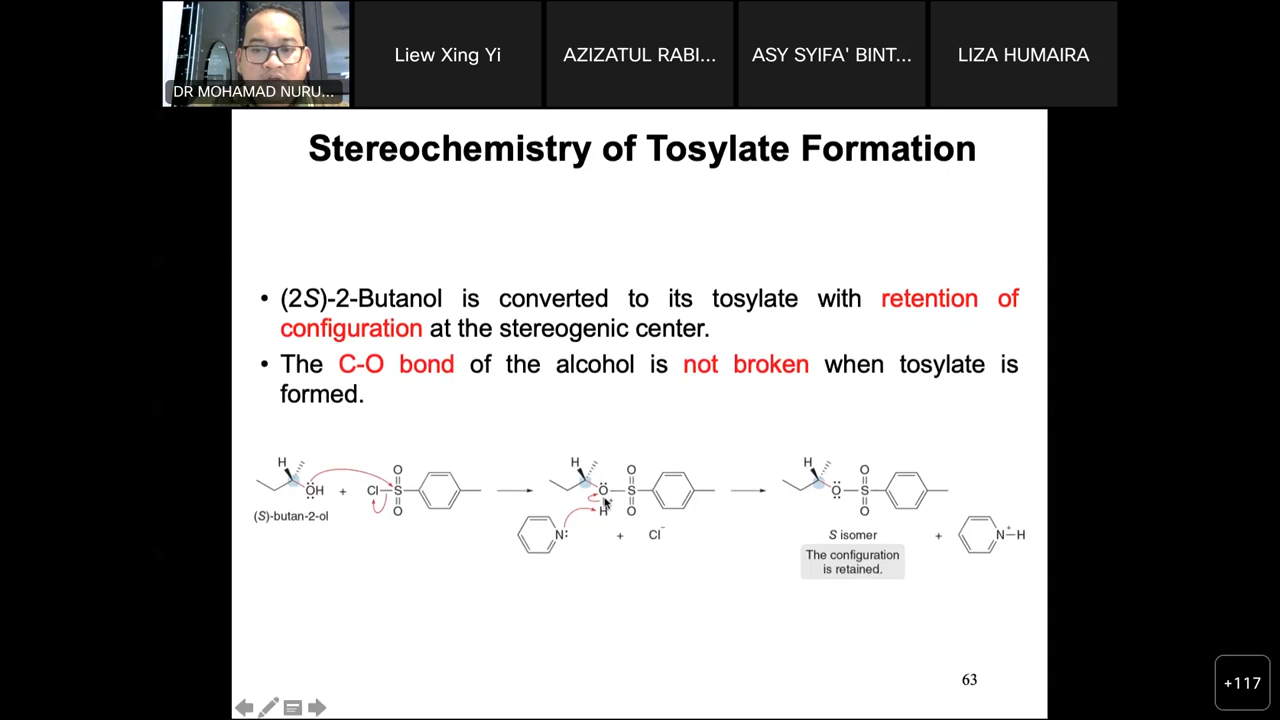 DR MOHAMAD NURU...
Liew Xing Yi
AZIZATUL RABI...
ASY SYIFA' BINT...
LIZA HUMAIRA
Stereochemistry of Tosylate Formation
• (2S)-2-Butanol is converted to its tosylate with retention of
configuration at the stereogenic center.
• The C-O bond of the alcohol is not broken when tosylate is
formed.
H
OH
+
Cl
S
O
O
(S)-butan-2-ol
H
O
+
H
S
O
O
N:
+
Cl−
H
O
S
O
O
S isomer
The configuration
is retained.
+
N+–H
63
+117